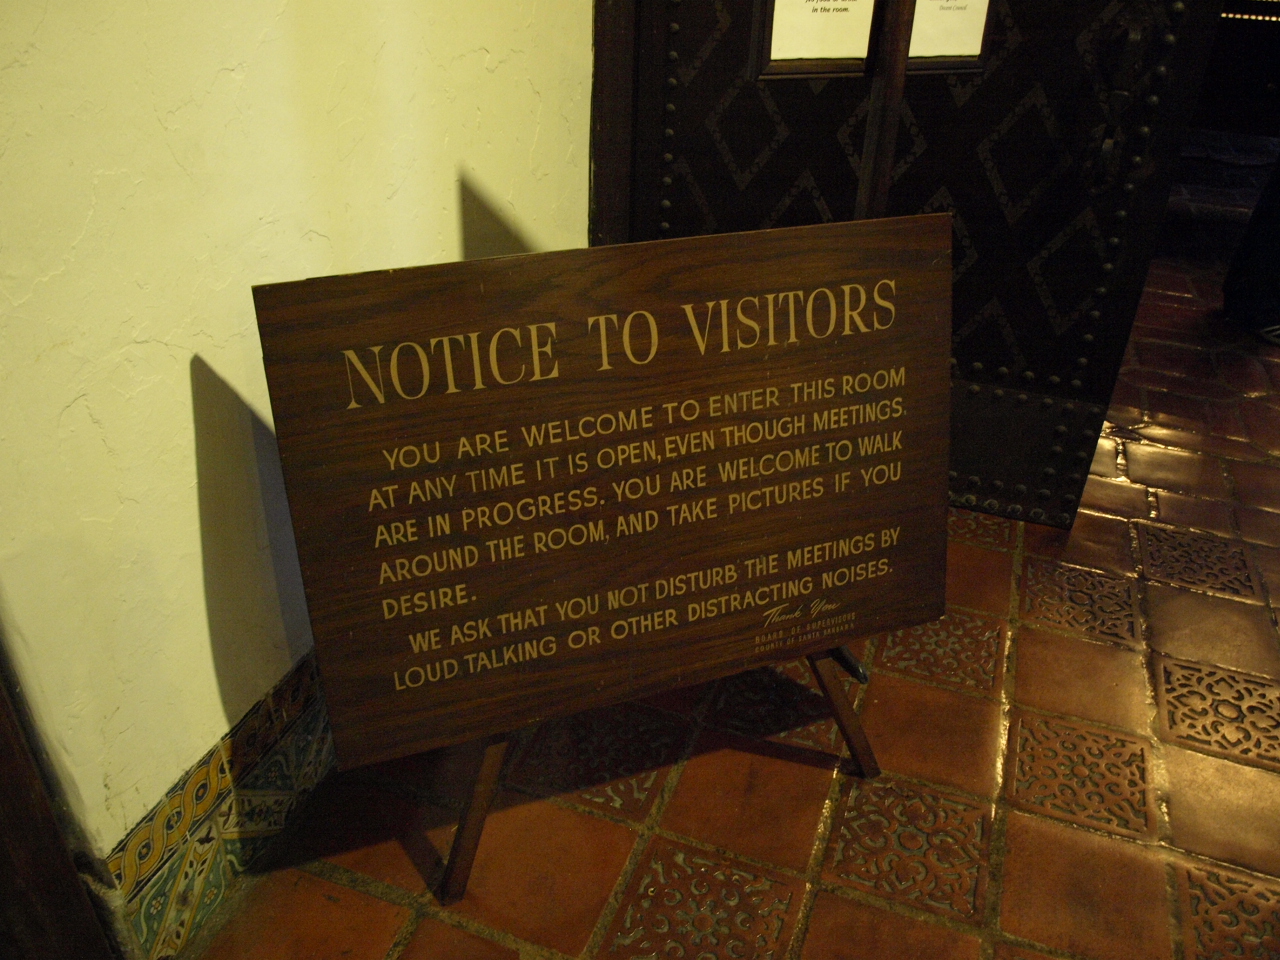 in the room.
NOTICE TO VISITORS
YOU ARE WELCOME TO ENTER THIS ROOM
AT ANY TIME IT IS OPEN, EVEN THOUGH MEETINGS.
ARE IN PROGRESS. YOU ARE WELCOME TO WALK
AROUND THE ROOM, AND TAKE PICTURES IF YOU
DESIRE.
WE ASK THAT YOU NOT DISTURB THE MEETINGS BY
LOUD TALKING OR OTHER DISTRACTING NOISES.
Thank You
BOARD OF SUPERVISORS
COUNTY OF SANTA BARBARA